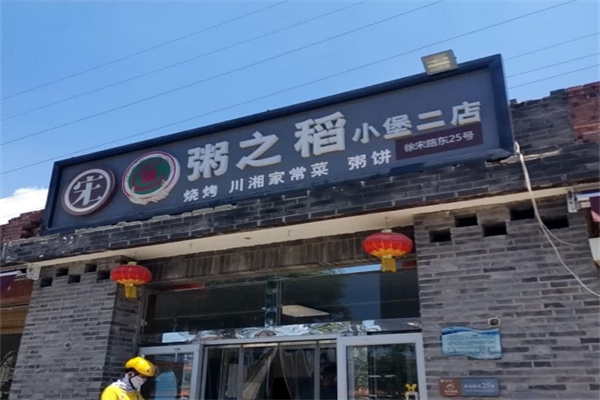 宋
粥之稻 小堡二店
烧烤 川湘家常菜 粥饼 徐宋路东25号